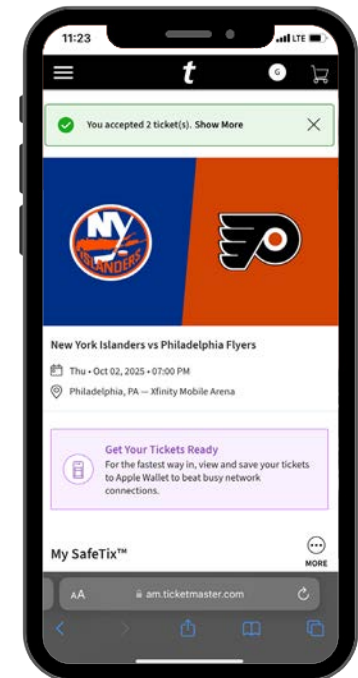 11:23
LTE
t
G
You accepted 2 ticket(s). Show More
NY
ISLANDERS
New York Islanders vs Philadelphia Flyers
Thu • Oct 02, 2025 • 07:00 PM
Philadelphia, PA — Xfinity Mobile Arena
Get Your Tickets Ready
For the fastest way in, view and save your tickets
to Apple Wallet to beat busy network
connections.
My SafeTix™
MORE
AA
am.ticketmaster.com